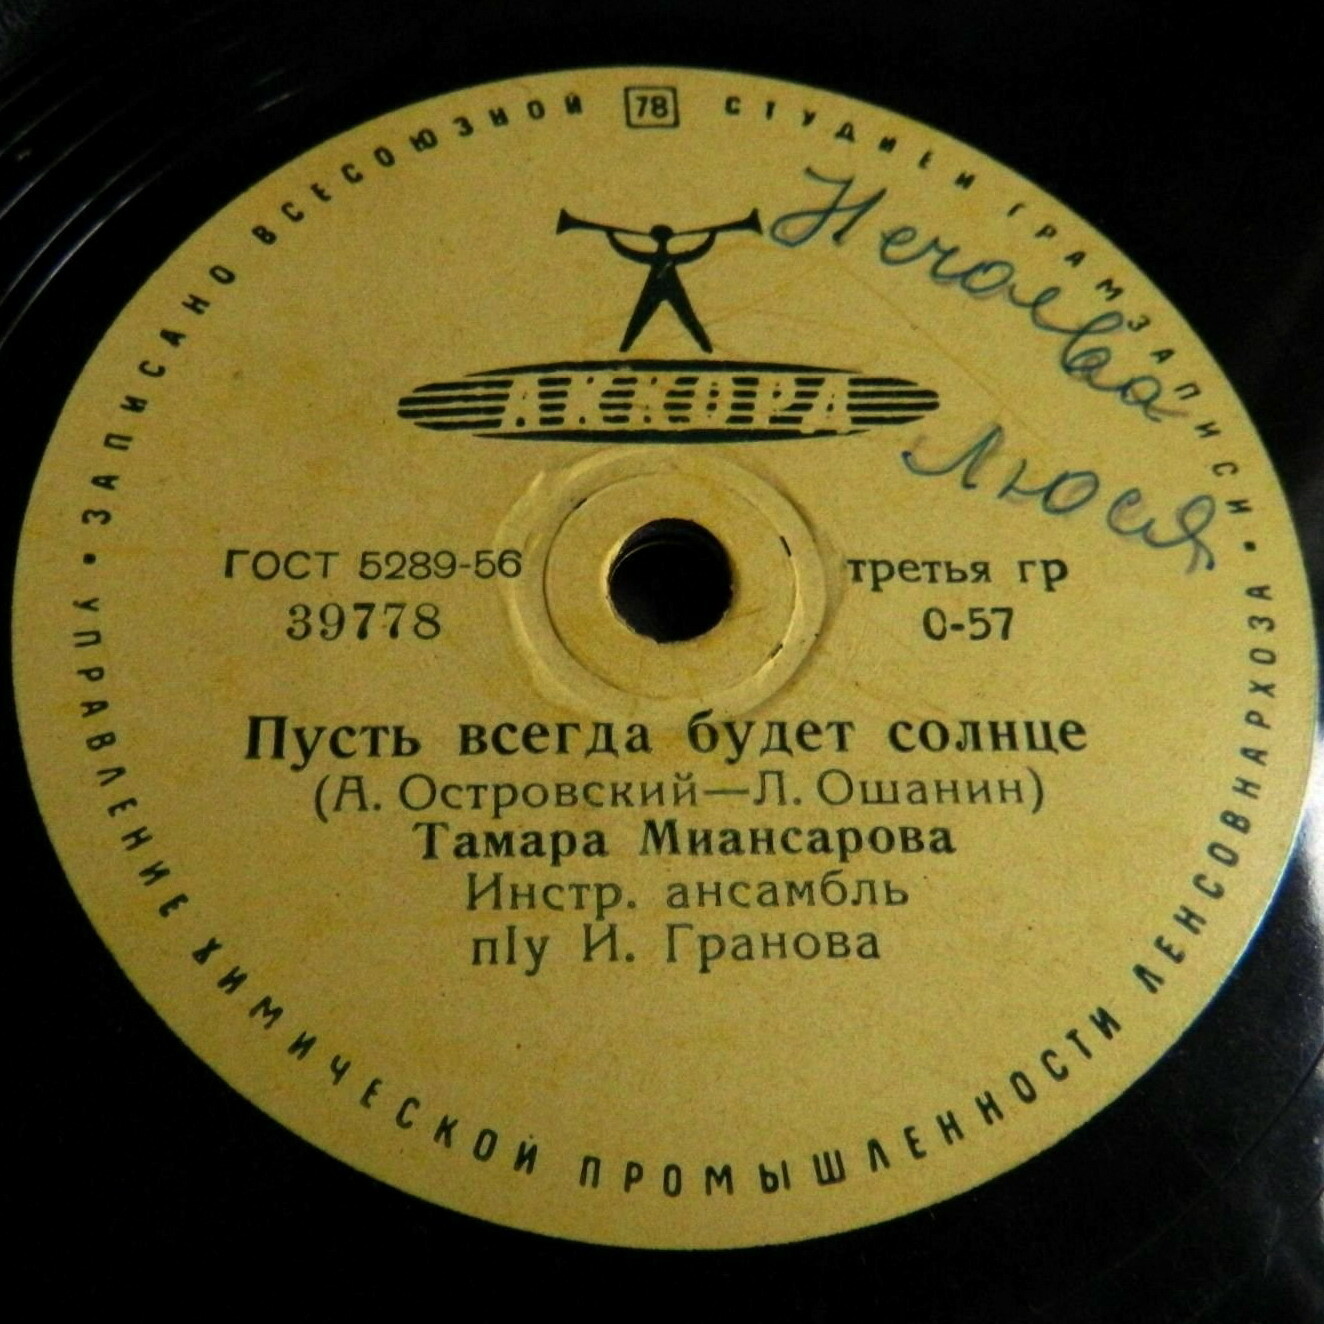 ЗАПИСАНО ВСЕСОЮЗНОЙ 78 СТУДИЕЙ ГРАМЗАПИСИ
АККОРД
Люся
ГОСТ 5289-56
третья гр
39778
0-57
Пусть всегда будет солнце
(А. Островский—Л. Ошанин)
Тамара Миансарова
Инстр. ансамбль
п/у И. Гранова
УПРАВЛЕНИЕ ХИМИЧЕСКОЙ ПРОМЫШЛЕННОСТИ ЛЕНСОВНАРХОЗА